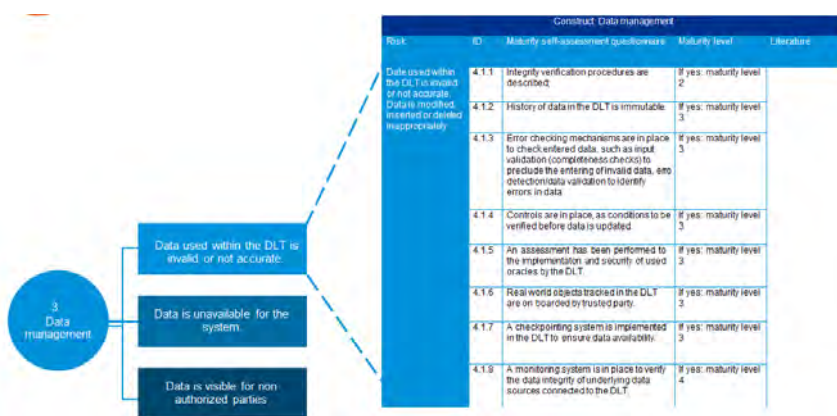 Construct Data management
Risk
ID
Maturity self-assessment questionnaire
Maturity level
Literature
Date used within
the DLT is invalid
or not accurate.
Data is modified,
inserted or deleted
inappropriately
4.1.1
Integrity verification procedures are
described;
If yes: maturity level
2
4.1.2
History of data in the DLT is immutable.
If yes: maturity level
3
4.1.3
Error checking mechanisms are in place
to check entered data, such as input
validation (completeness checks) to
preclude the entering of invalid data, erro
detection/data validation to identify
errors in data
If yes: maturity level
3
4.1.4
Controls are in place, as conditions to be
verified before data is updated.
If yes: maturity level
3
4.1.5
An assessment has been performed to
the implementation and security of used
oracles by the DLT.
If yes: maturity level
3
4.1.6
Real world objects tracked in the DLT
are on boarded by trusted party.
If yes: maturity level
3
4.1.7
A checkpointing system is implemented
in the DLT to ensure data availability.
If yes: maturity level
3
4.1.8
A monitoring system is in place to verify
the data integrity of underlying data
sources connected to the DLT.
If yes: maturity level
4
3.
Data
management
Data used within the DLT is
invalid or not accurate.
Data is unavailable for the
system.
Data is visible for non
authorized parties